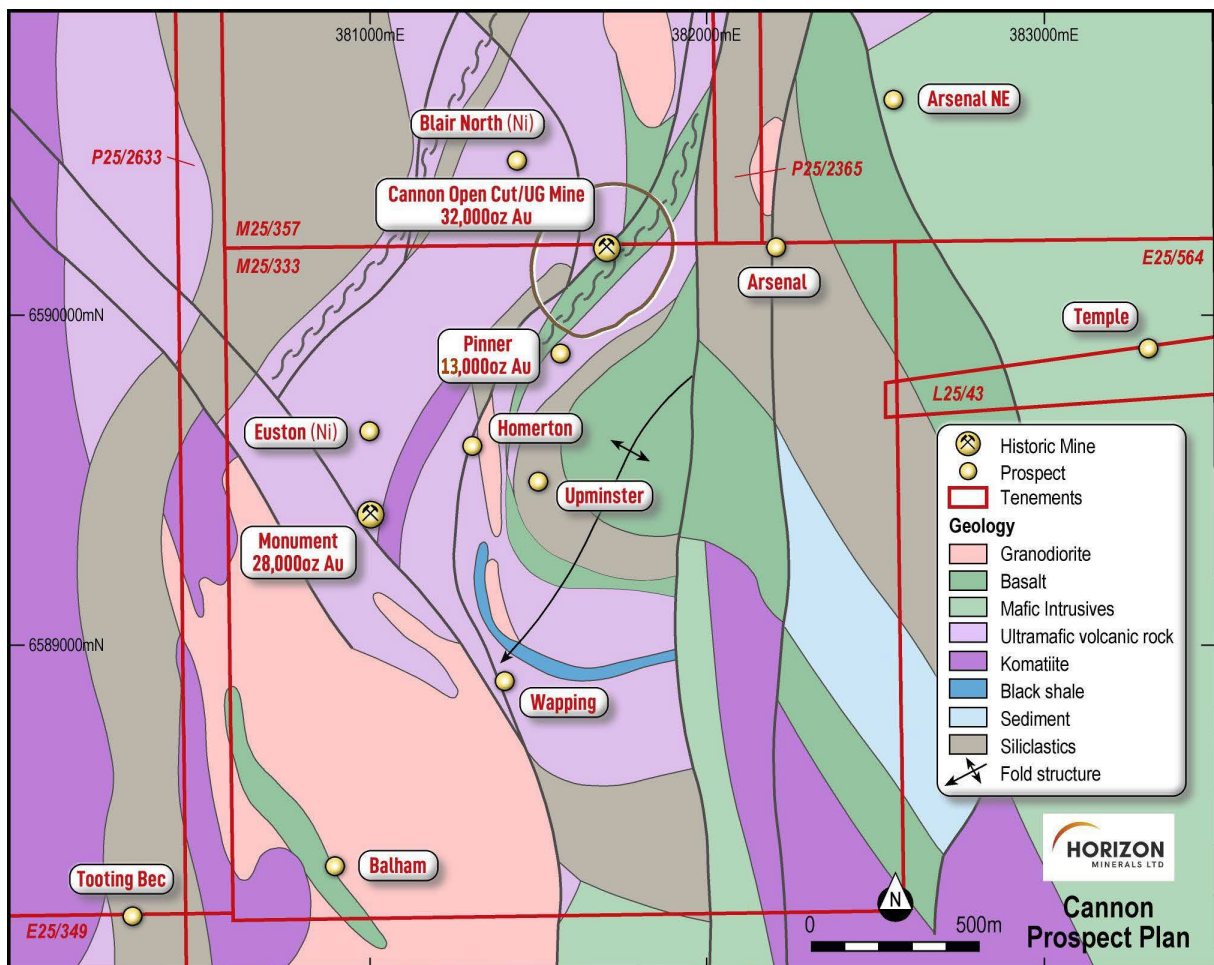 381000mE
382000mE
383000mE
Arsenal NE
Blair North (Ni)
P25/2633
P25/2365
Cannon Open Cut/UG Mine
32,000oz Au
M25/357
M25/333
E25/564
Arsenal
6590000mN
Temple
Pinner
13,000oz Au
L25/43
Euston (Ni)
Homerton
Upminster
Monument
28,000oz Au
6589000mN
Wapping
Balham
Tooting Bec
E25/349
Historic Mine
Prospect
Tenements
Geology
Granodiorite
Basalt
Mafic Intrusives
Ultramafic volcanic rock
Komatiite
Black shale
Sediment
Siliclastics
Fold structure
HORIZON
MINERALS LTD
N
0 500m
Cannon
Prospect Plan